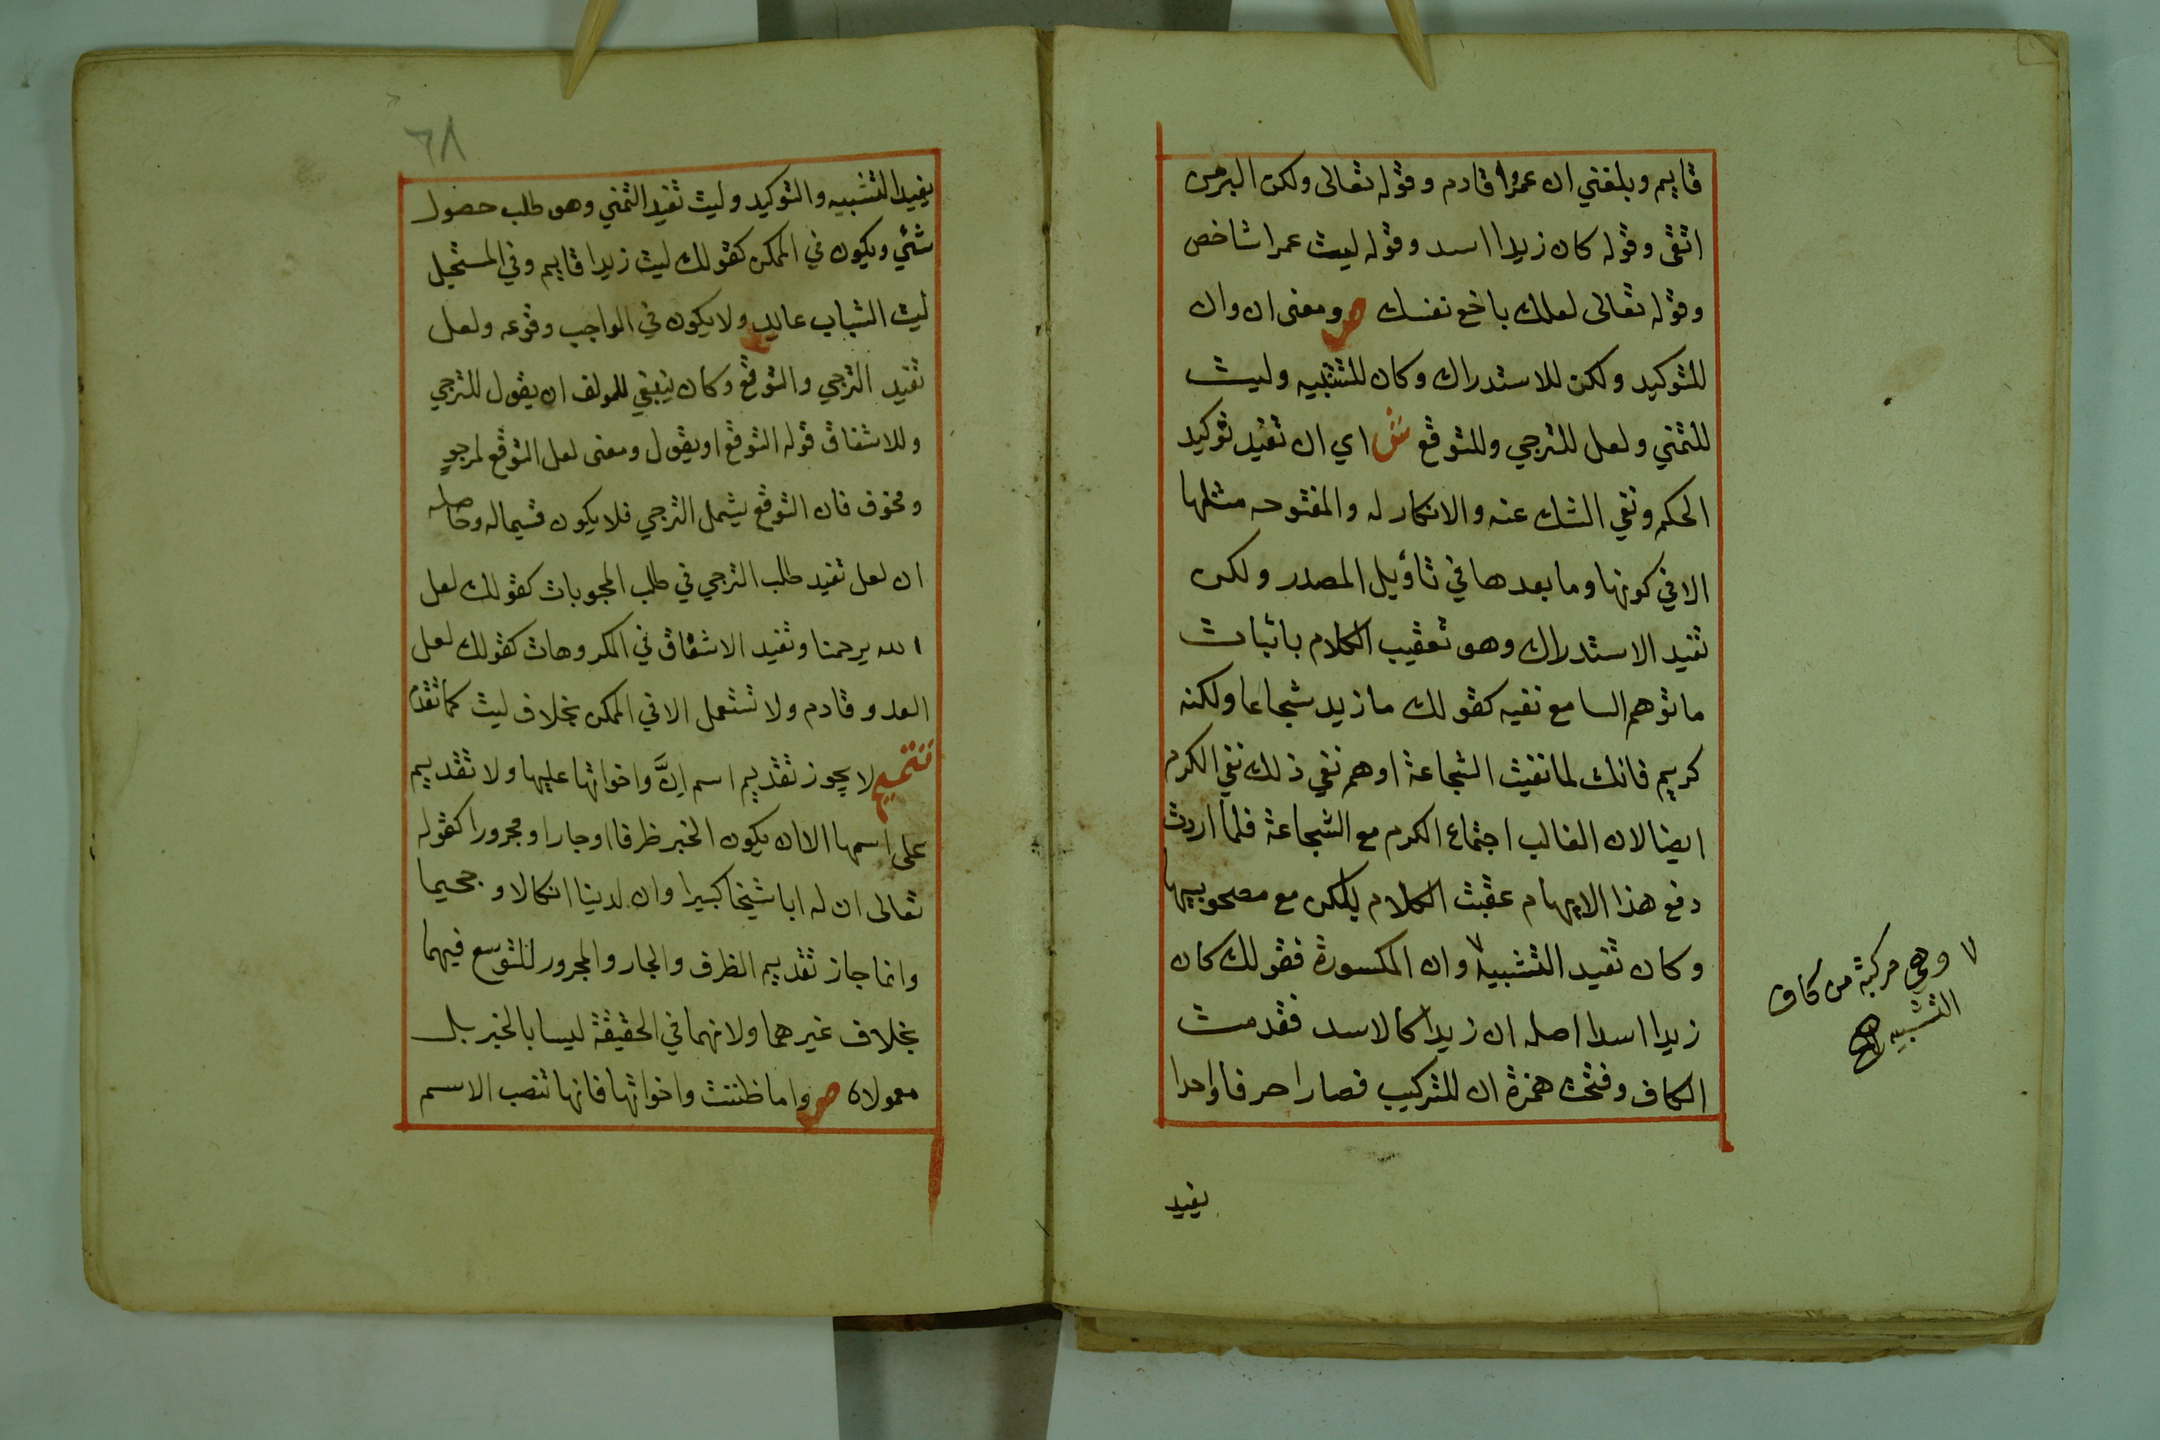 قايم وبلغني ان عمرا قادم وقوله تعالى ولكن البر من
اتقى وقوله كان زيدا اسد وقوله ليت عمرا شاخص
وقوله تعالى لعلك باخع نفسك ص ومعنى ان وان
للتوكيد ولكن للاستدراك وكان للتشبيه وليت
للتمني ولعل للترجي وللتوقع ش اي ان تفيد توكيد
الحكم ونفي الشك عنه والانكار له والمفتوحه مثلها
الا في كونها وما بعدها في تاويل المصدر ولكن
تفيد الاستدراك وهو تعقيب الكلام باثبات
ما توهم السامع نفيه كقولك ما زيد شجاعا ولكنه
كريم فانك لما نفيت الشجاعة اوهم نفي ذلك نفي الكرم
ايضا لان الغالب اجتماع الكرم مع الشجاعة فلما اردت
دفع هذا الايهام عقبت الكلام بلكن مع مصحوبيها
وكان تفيد التشبيه ٧ وان المكسورة فقولك كان
زيدا اسدا اصله ان زيدا كالاسد فقدمت
الكاف وفتحت همزة ان للتركيب فصارا حرفا واحدا
يفيد
٧ وهي مركبة من كاف
التشبيه
٦٨
يفيد التشبيه والتوكيد وليت تفيد التمني وهو طلب حصول
شئي ويكون في الممكن كقولك ليت زيدا قايم وفي المستحيل
ليت الشباب عايد ولا يكون في الواجب وقوعه ولعل
تفيد الترجي والتوقع وكان ينبغي للمولف ان يقول للترجي
وللاشفاق قوله التوقع او يقول ومعنى لعل التوقع لمرجو
ومخوف فان التوقع يشمل الترجي فلا يكون قسيما له وحاصله
ان لعل تفيد طلب الترجي في طلب المحبوبات كقولك لعل
الله يرحمنا وتفيد الاشفاق في المكروهات كقولك لعل
العدو قادم ولا تستعمل الا في الممكن بخلاف ليت كما تقدم
تتميم لا يجوز تقديم اسم انَّ واخواتها عليها ولا تقديم
على اسمها الا ان يكون الخبر ظرفا او جارا ومجرورا كقوله
تعالى ان له ابا شيخا كبيرا وان لدينا انكالا وجحيما
وانما جاز تقديم الظرف والجار والمجرور للتوسع فيهما
بخلاف غيرهما ولانهما في الحقيقة ليسا بالخبر بل
معمولاه ص واما ظننت واخواتها فانها تنصب الاسم